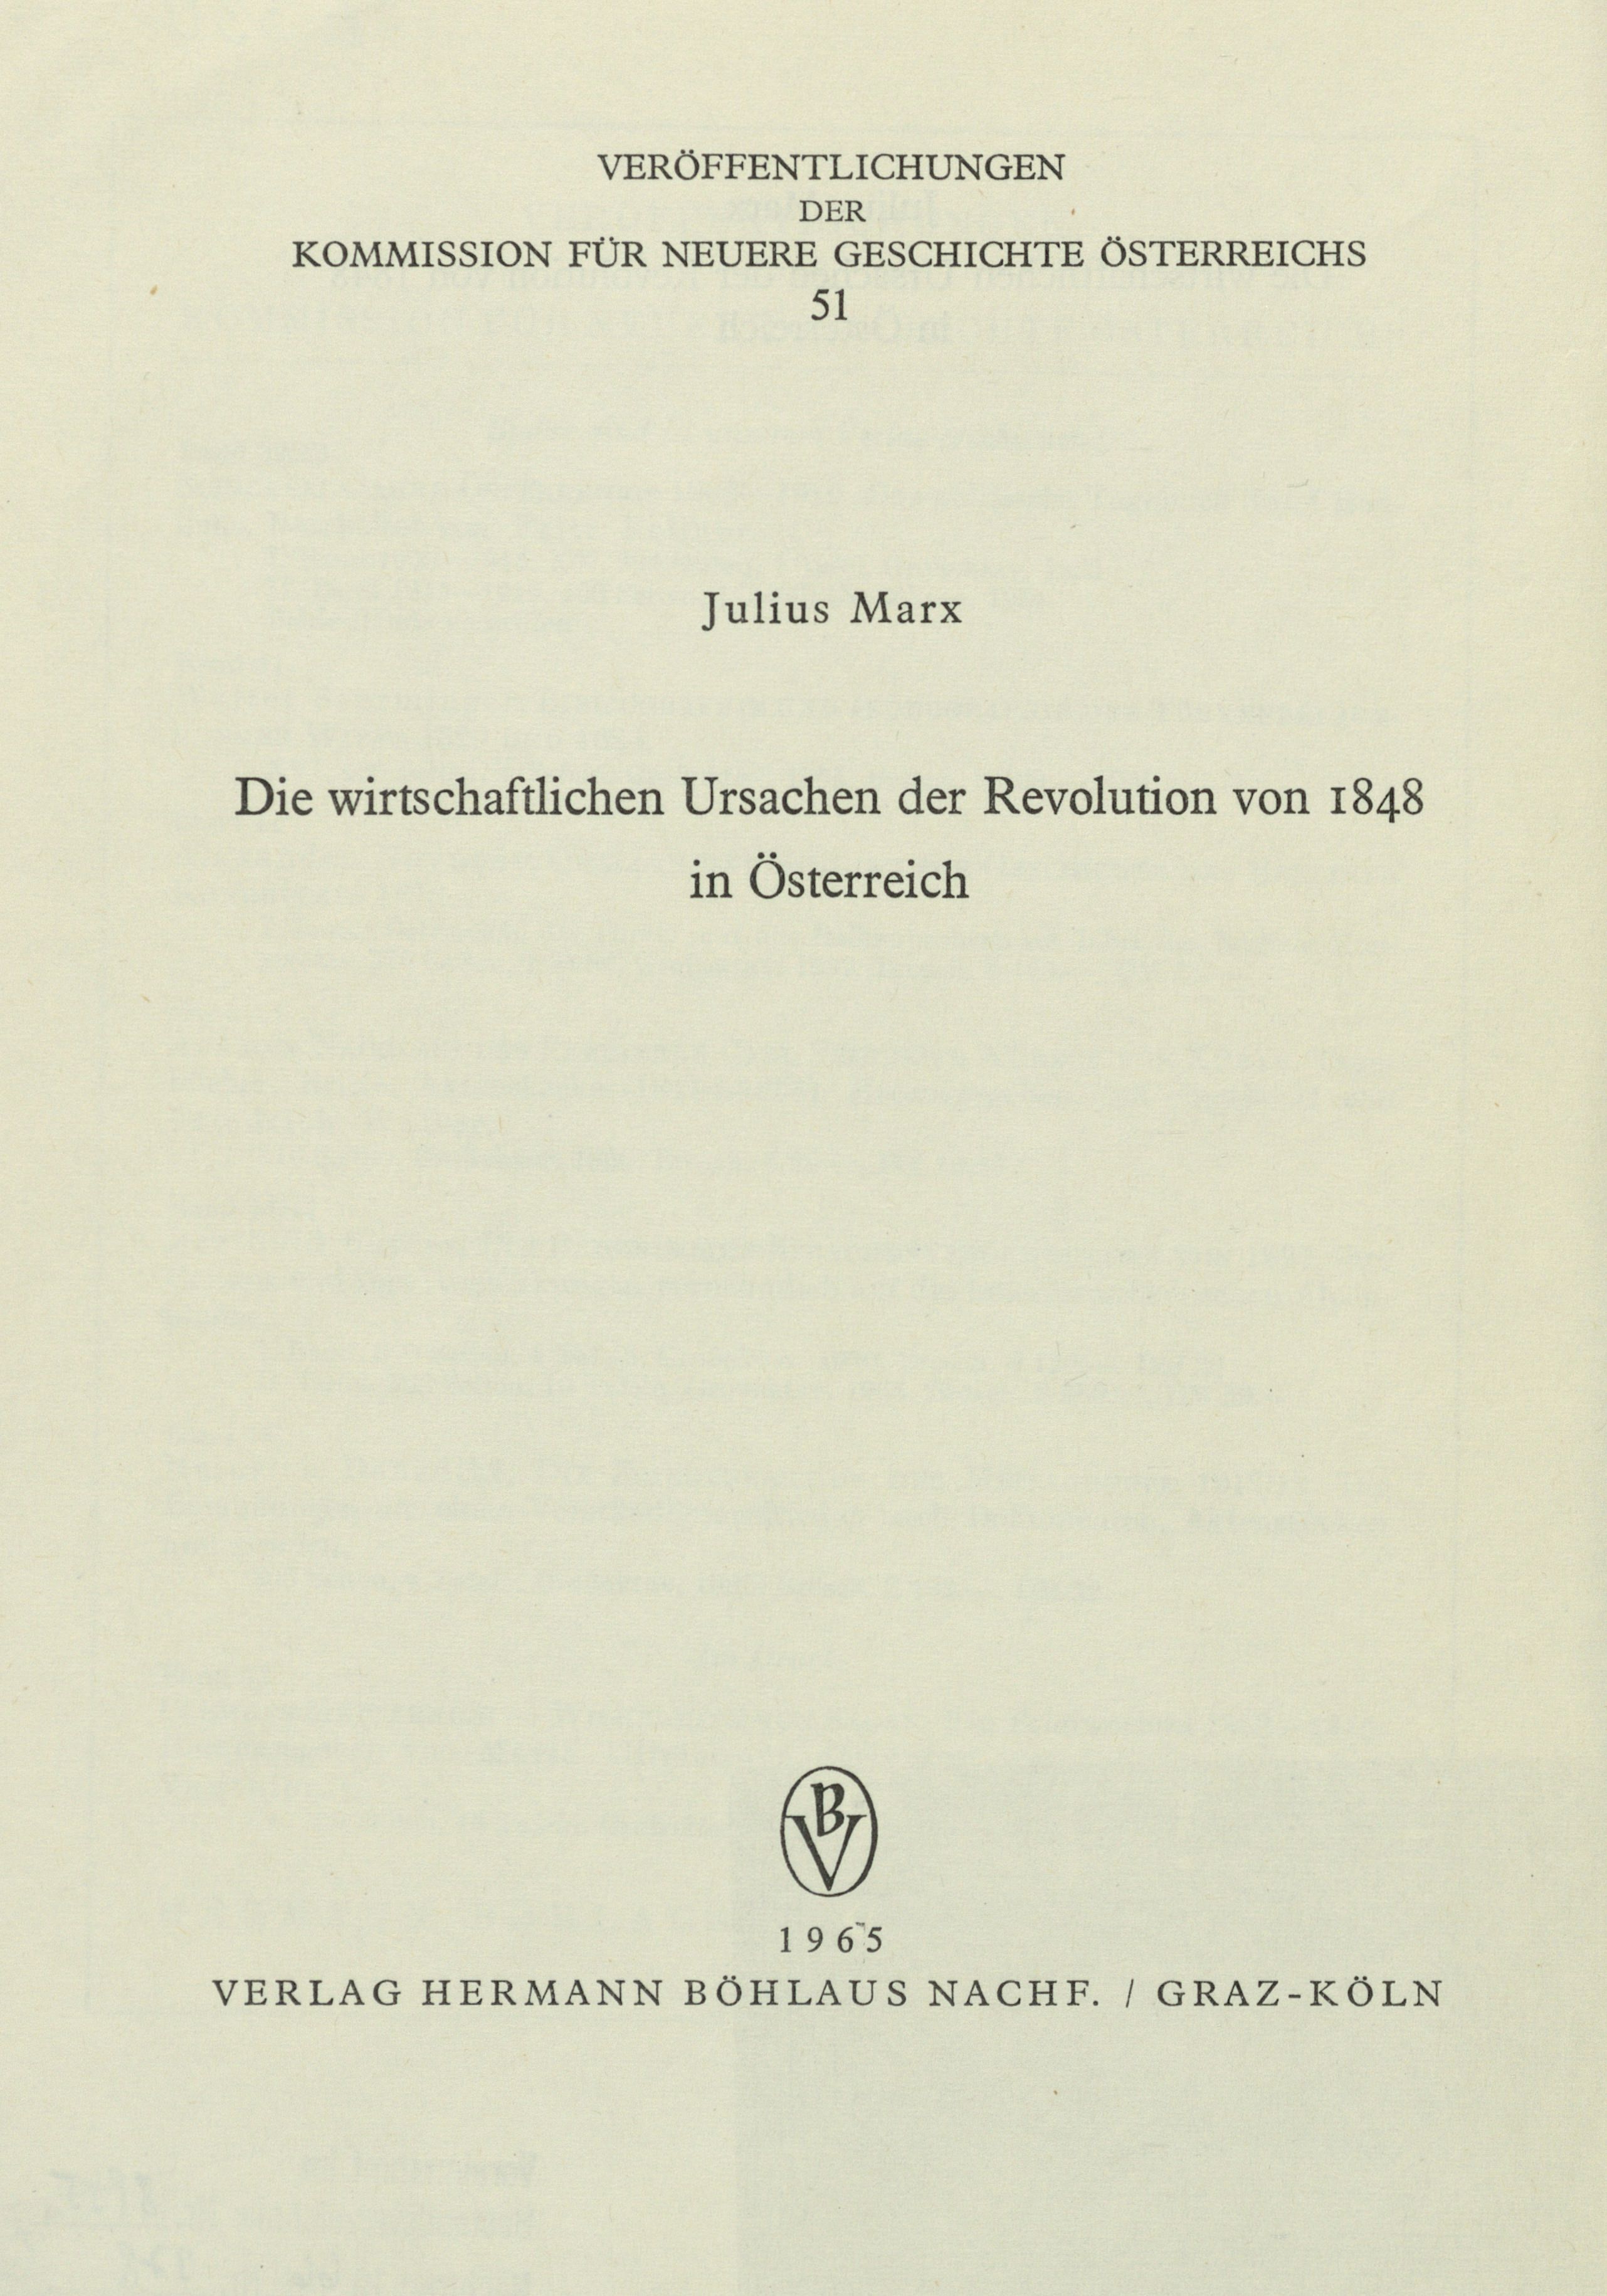 VERÖFFENTLICHUNGEN
DER
KOMMISSION FÜR NEUERE GESCHICHTE ÖSTERREICHS
51
Julius Marx
Die wirtschaftlichen Ursachen der Revolution von 1848
in Österreich
BV
1965
VERLAG HERMANN BÖHLAUS NACHF. / GRAZ-KÖLN